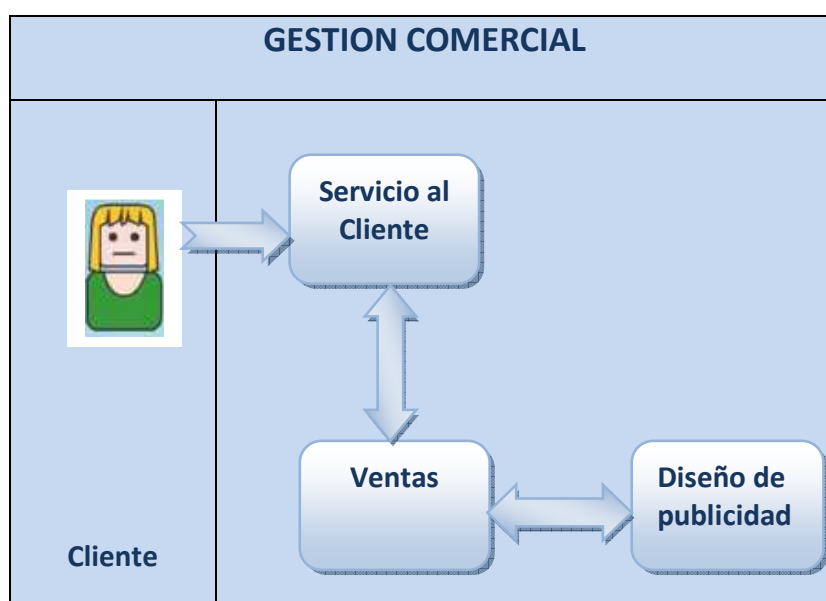 GESTION COMERCIAL
Servicio al
Cliente
Ventas
Diseño de
publicidad
Cliente